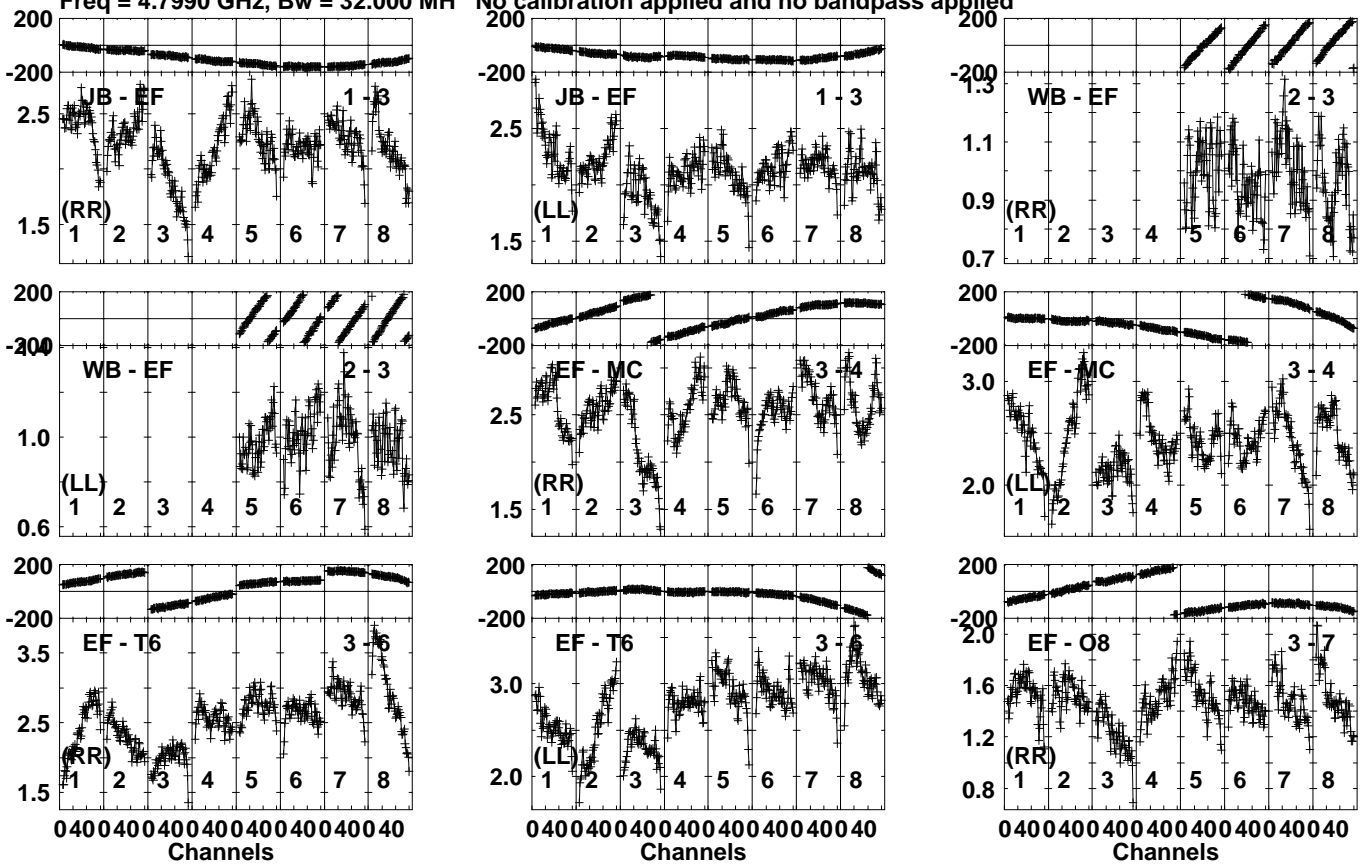 Freq = 4.7990 GHz, Bw = 32.000 MH   No calibration applied and no bandpass applied
200 200 200
-200 -200 -200
JB - EF 1 - 3 JB - EF 1 - 3 WB - EF 2 - 3
1.3
2.5 2.5 1.1
0.9
1.5 1.5 0.7
(RR) (LL) (RR)
1 2 3 4 5 6 7 8 1 2 3 4 5 6 7 8 1 2 3 4 5 6 7 8
200 200 200
-200 -200 -200
1.4
WB - EF 2 - 3 EF - MC 3 - 4 EF - MC 3 - 4
1.0 2.5 3.0
0.6 1.5 2.0
(LL) (RR) (LL)
1 2 3 4 5 6 7 8 1 2 3 4 5 6 7 8 1 2 3 4 5 6 7 8
200 200 200
-200 -200 -200
EF - T6 3 - 6 EF - T6 3 - 6 EF - O8 3 - 7
3.5 3.0 2.0
2.5 1.6
1.2
1.5 2.0 0.8
(RR) (LL) (RR)
1 2 3 4 5 6 7 8 1 2 3 4 5 6 7 8 1 2 3 4 5 6 7 8
0 40 0 40 0 40 0 40 0 40 0 40 0 40 0 40 0 40 0 40 0 40 0 40 0 40 0 40 0 40 0 40 0 40 0 40 0 40 0 40 0 40 0 40 0 40 0 40
Channels Channels Channels